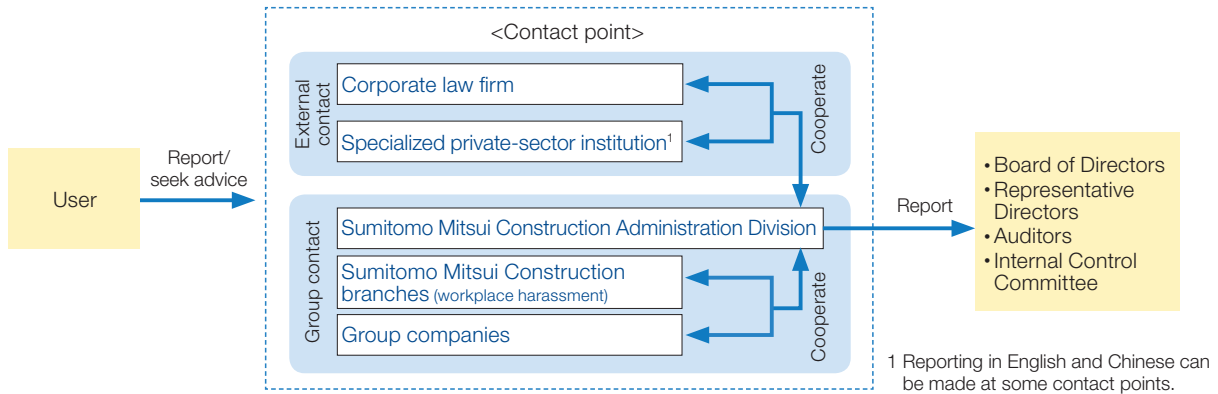 <Contact point>
External
contact
Corporate law firm
Specialized private-sector institution1
Cooperate
User
Report/
seek advice
Group contact
Sumitomo Mitsui Construction Administration Division
Sumitomo Mitsui Construction
branches (workplace harassment)
Group companies
Cooperate
Report
・Board of Directors
・Representative
Directors
・Auditors
・Internal Control
Committee
1 Reporting in English and Chinese can
be made at some contact points.